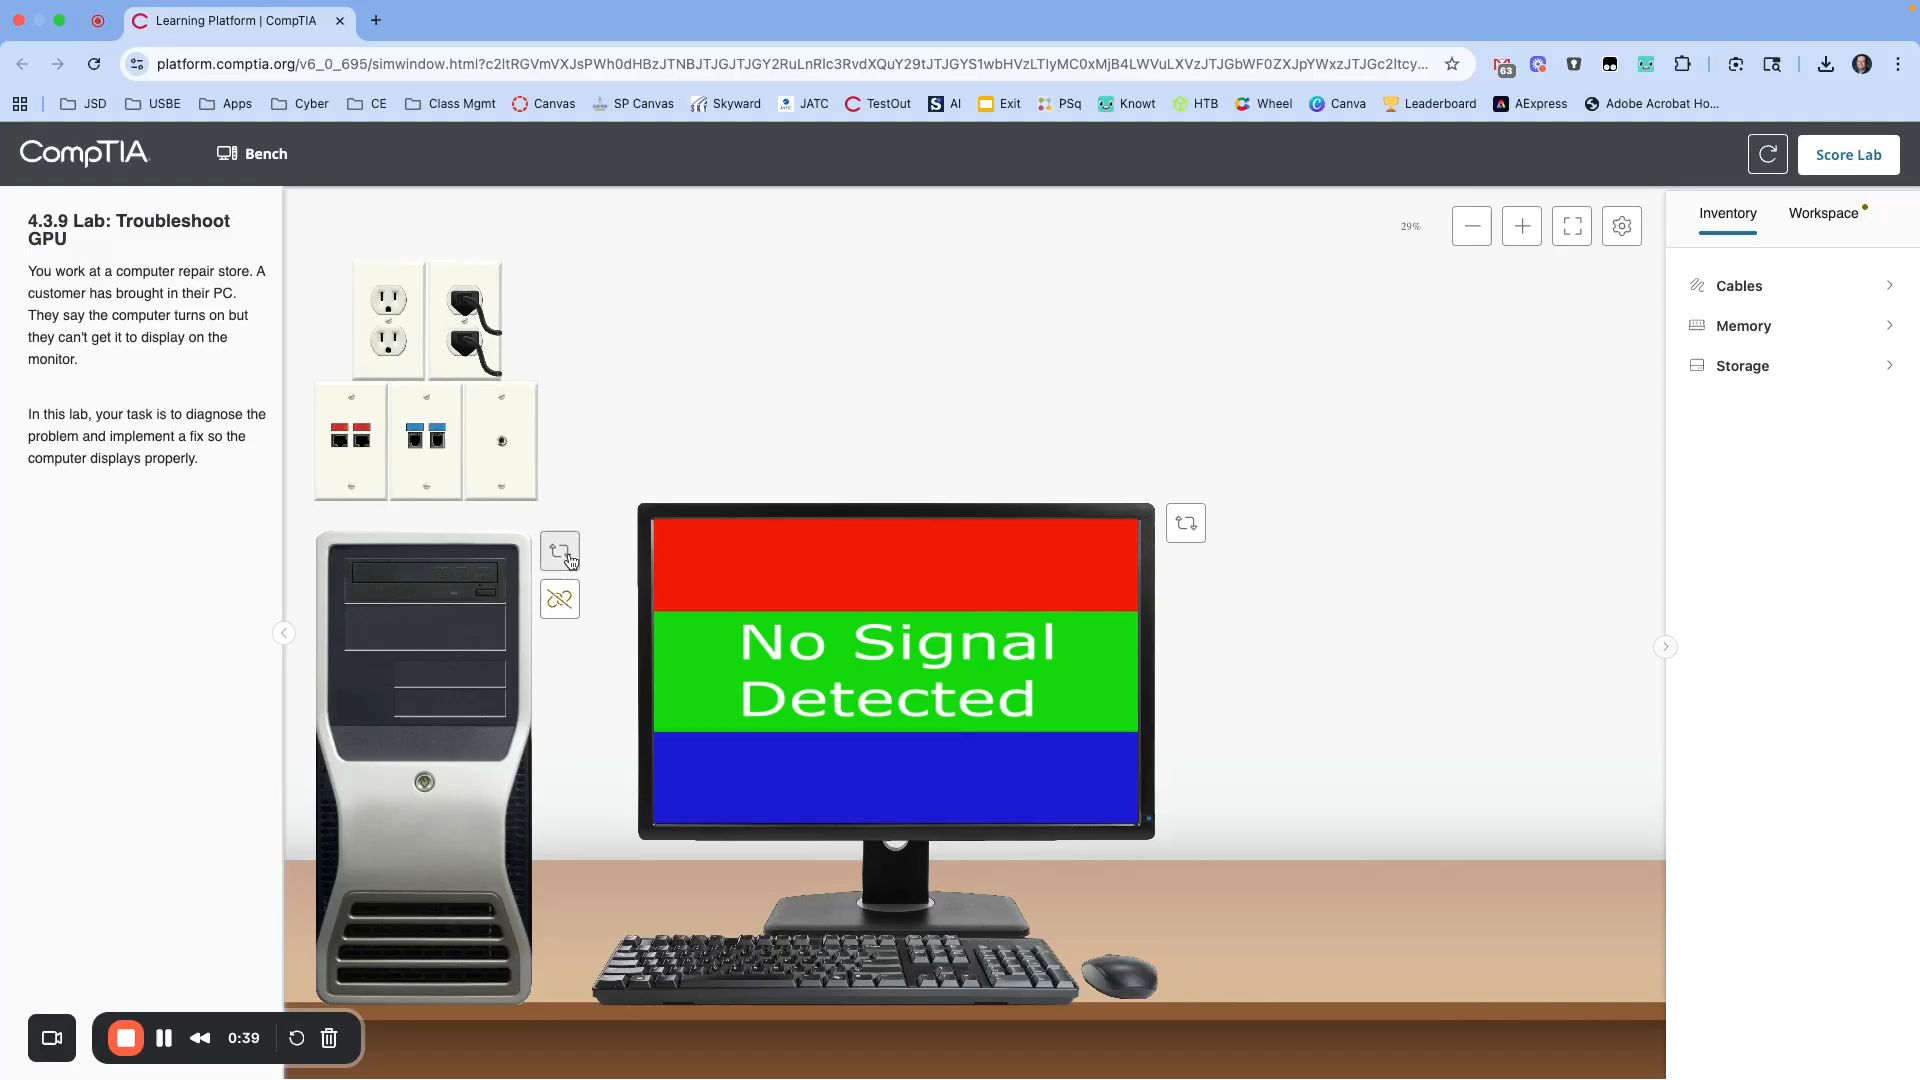 Learning Platform | CompTIA
platform.comptia.org/v6_0_695/simwindow.html?c2ltRGVmVXJsPWh0dHBzJTNBJTJGJTJGY2RuLnRlc3RvdXQuY29tJTJGYS1wbHVzLTIyMC0xMjB4LWVuLXVzJTJGbWF0ZXJpYWxzJTJGc2ltcy...
63
JSD
USBE
Apps
Cyber
CE
Class Mgmt
Canvas
SP Canvas
Skyward
JATC
TestOut
AI
Exit
PSq
Knowt
HTB
Wheel
Canva
Leaderboard
AExpress
Adobe Acrobat Ho...
CompTIA.
Bench
Score Lab
4.3.9 Lab: Troubleshoot
GPU
You work at a computer repair store. A
customer has brought in their PC.
They say the computer turns on but
they can't get it to display on the
monitor.
In this lab, your task is to diagnose the
problem and implement a fix so the
computer displays properly.
29%
Inventory
Workspace
Cables
Memory
Storage
No Signal
Detected
0:39